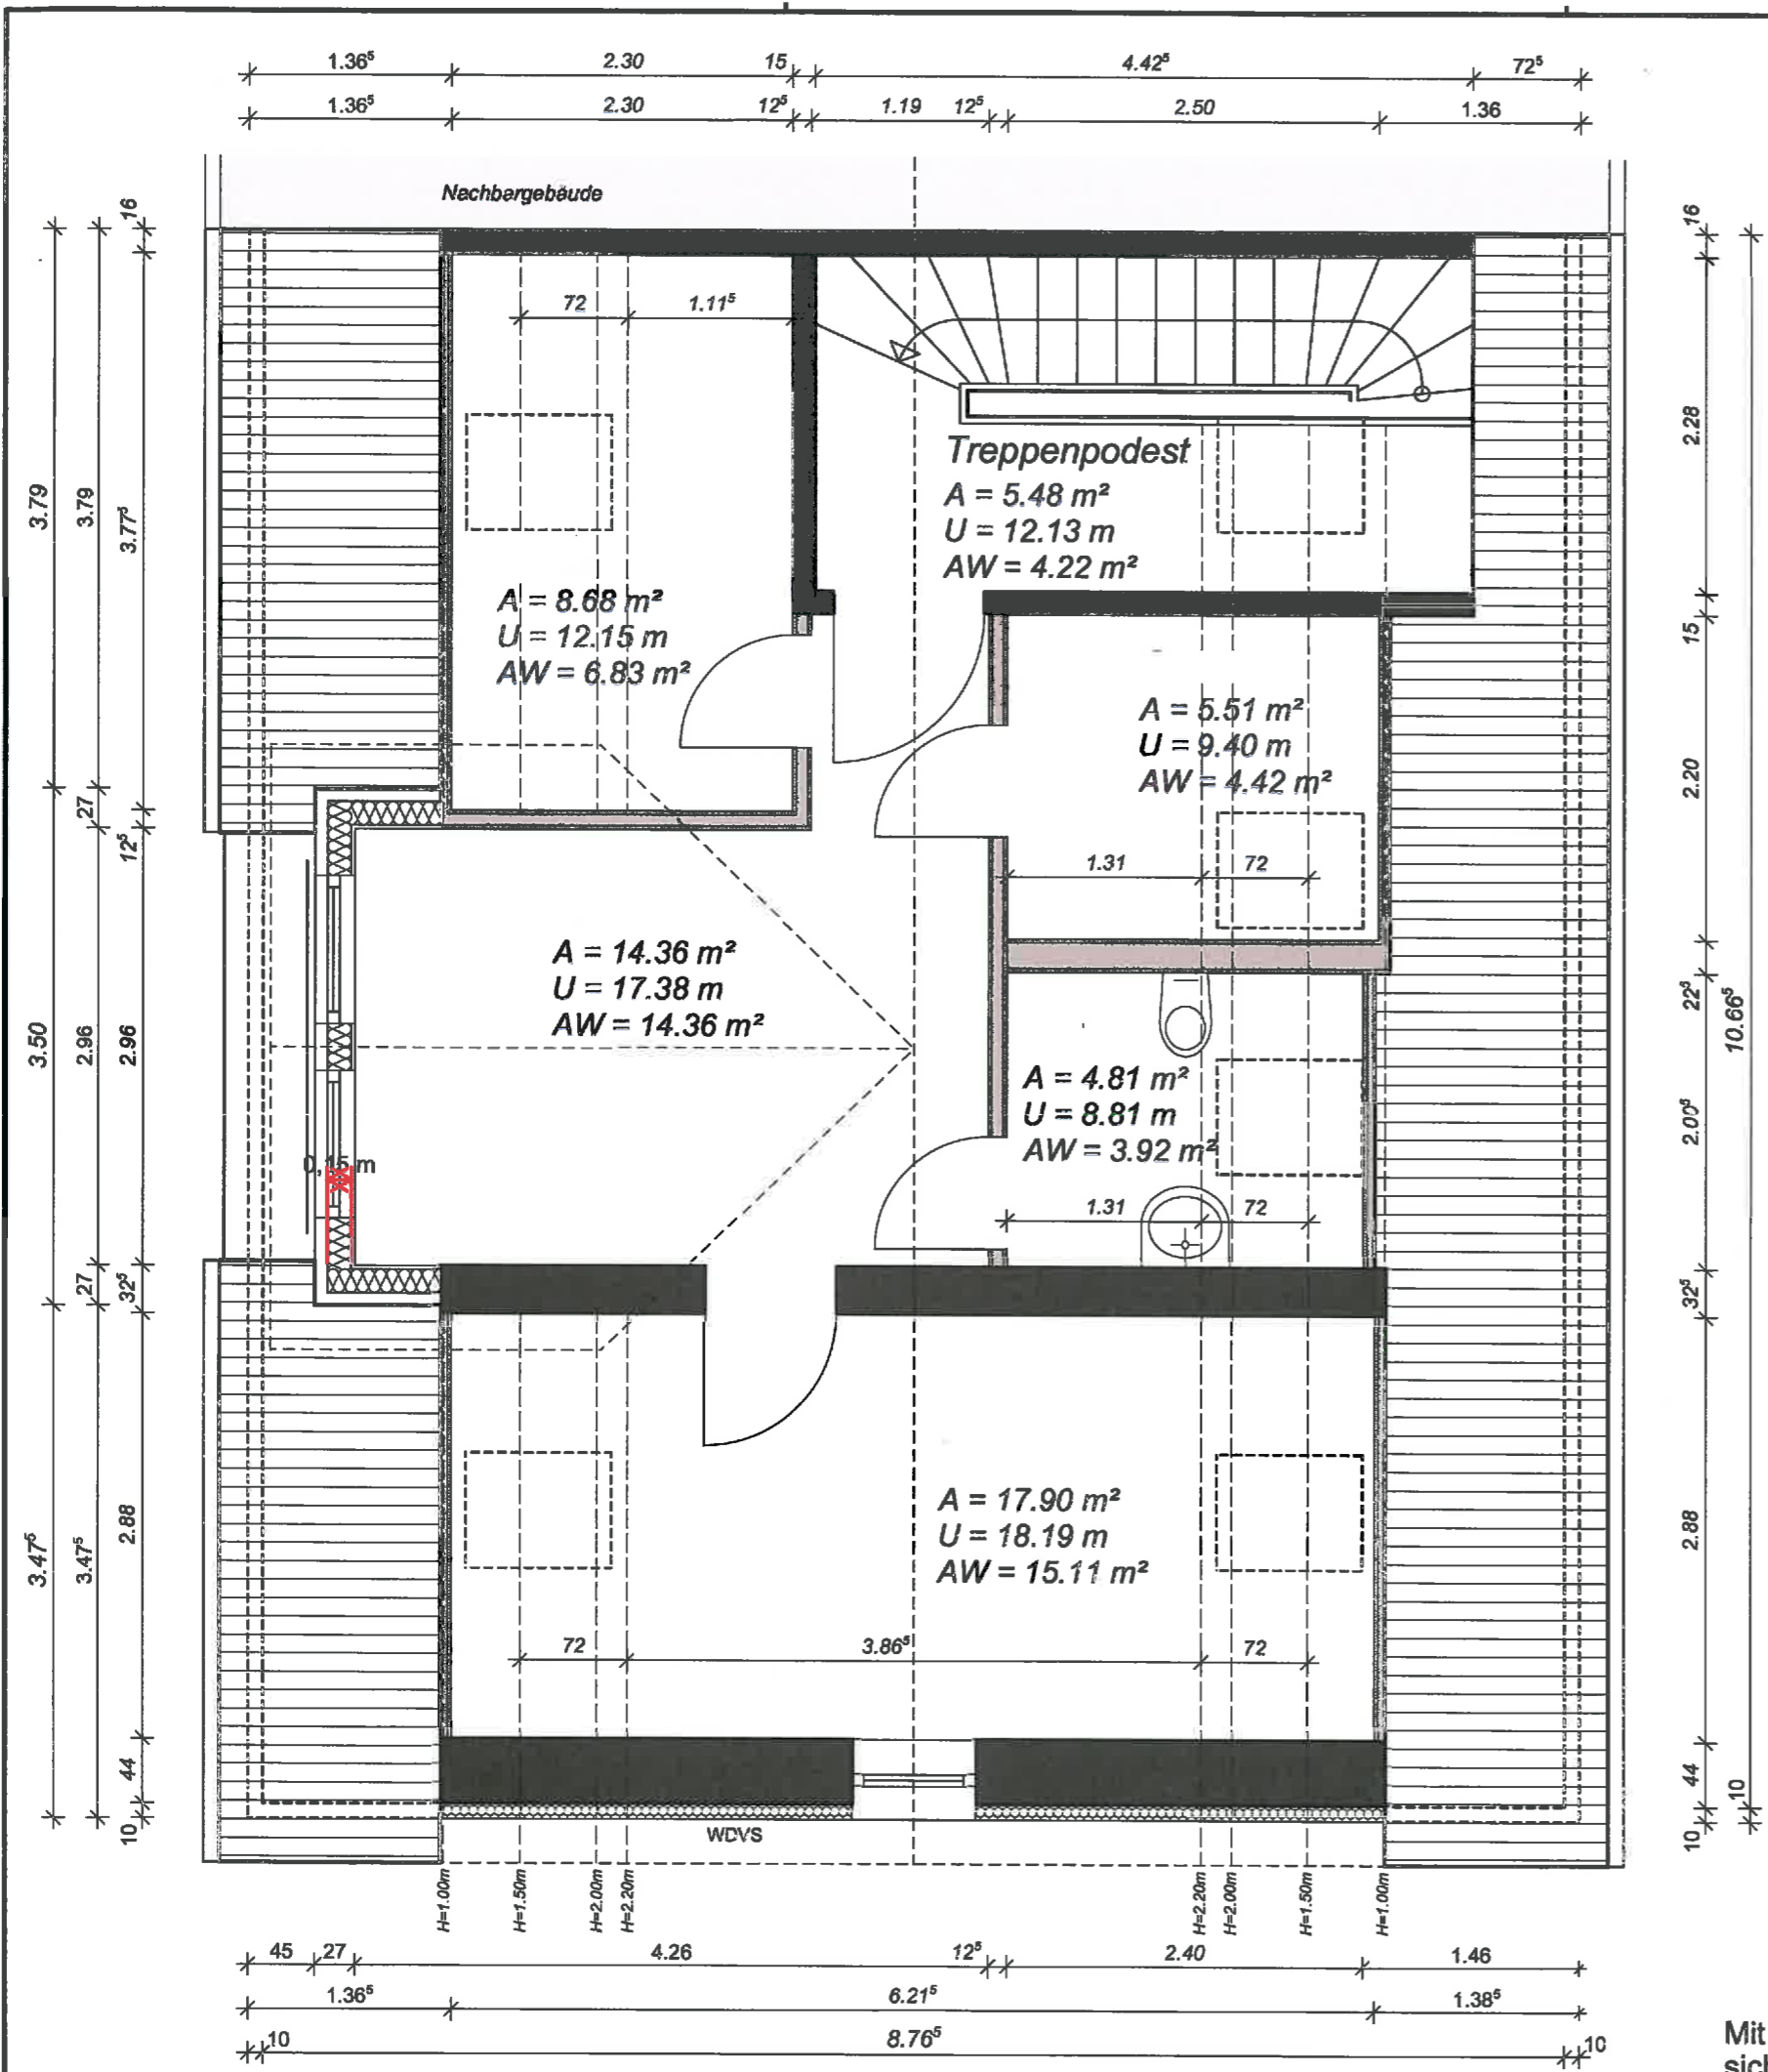 1.36⁵ 2.30 15 4.42⁵ 72⁵
1.36⁵ 2.30 12⁵ 1.19 12⁵ 2.50 1.36
Nachbargebäude
16
16
72 1.11⁵
Treppenpodest
A = 5.48 m²
U = 12.13 m
AW = 4.22 m²
2.28
3.79
3.79
3.77⁵
A = 8.68 m²
U = 12.15 m
AW = 6.83 m²
15
A = 5.51 m²
U = 9.40 m
AW = 4.42 m²
2.20
27
12⁵
1.31 72
A = 14.36 m²
U = 17.38 m
AW = 14.36 m²
22⁵
10.66⁵
3.50
2.96
2.96
A = 4.81 m²
U = 8.81 m
AW = 3.92 m²
2.0⁵
0,15 m
1.31 72
27
32⁵
32⁵
A = 17.90 m²
U = 18.19 m
AW = 15.11 m²
3.47⁵
3.47⁵
2.88
2.88
72 3.86⁵ 72
44
44
10
10
10
WDVS
H=1.00m
H=1.50m
H=2.00m
H=2.20m
H=2.20m
H=2.00m
H=1.50m
H=1.00m
45 27 4.26 12⁵ 2.40 1.46
1.36⁵ 6.21⁵ 1.38⁵
10 8.76⁵ 10
Mit